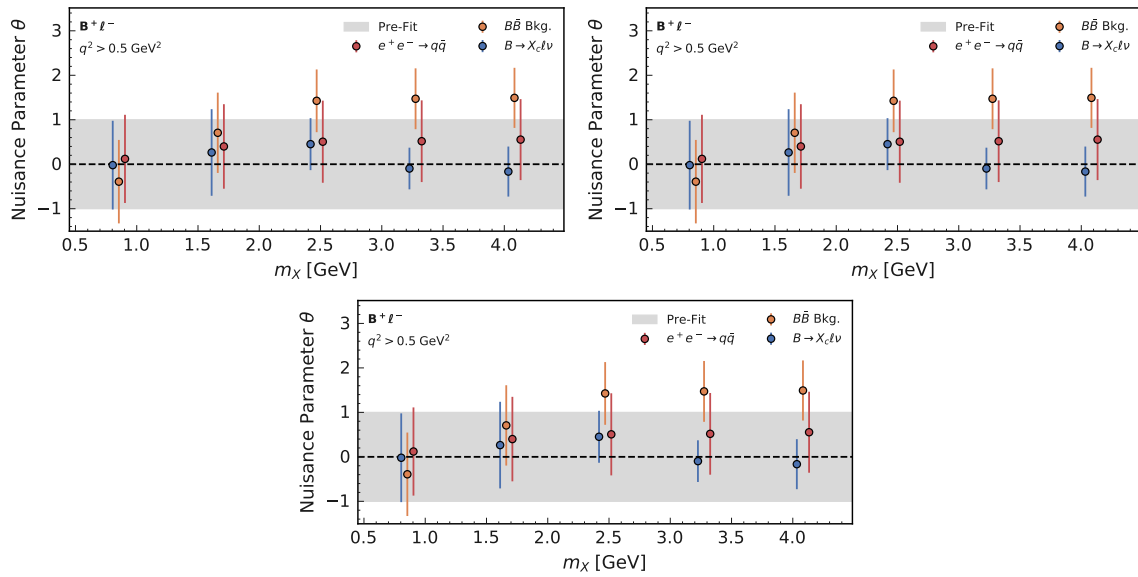 B⁺ℓ⁻
q² > 0.5 GeV²
Pre-Fit
e⁺e⁻ → qq̄
BB̄ Bkg.
B → X_cℓν
Nuisance Parameter θ
3
2
1
0
−1
0.5 1.0 1.5 2.0 2.5 3.0 3.5 4.0
m_X [GeV]
B⁺ℓ⁻
q² > 0.5 GeV²
Pre-Fit
e⁺e⁻ → qq̄
BB̄ Bkg.
B → X_cℓν
Nuisance Parameter θ
3
2
1
0
−1
0.5 1.0 1.5 2.0 2.5 3.0 3.5 4.0
m_X [GeV]
B⁺ℓ⁻
q² > 0.5 GeV²
Pre-Fit
e⁺e⁻ → qq̄
BB̄ Bkg.
B → X_cℓν
Nuisance Parameter θ
3
2
1
0
−1
0.5 1.0 1.5 2.0 2.5 3.0 3.5 4.0
m_X [GeV]